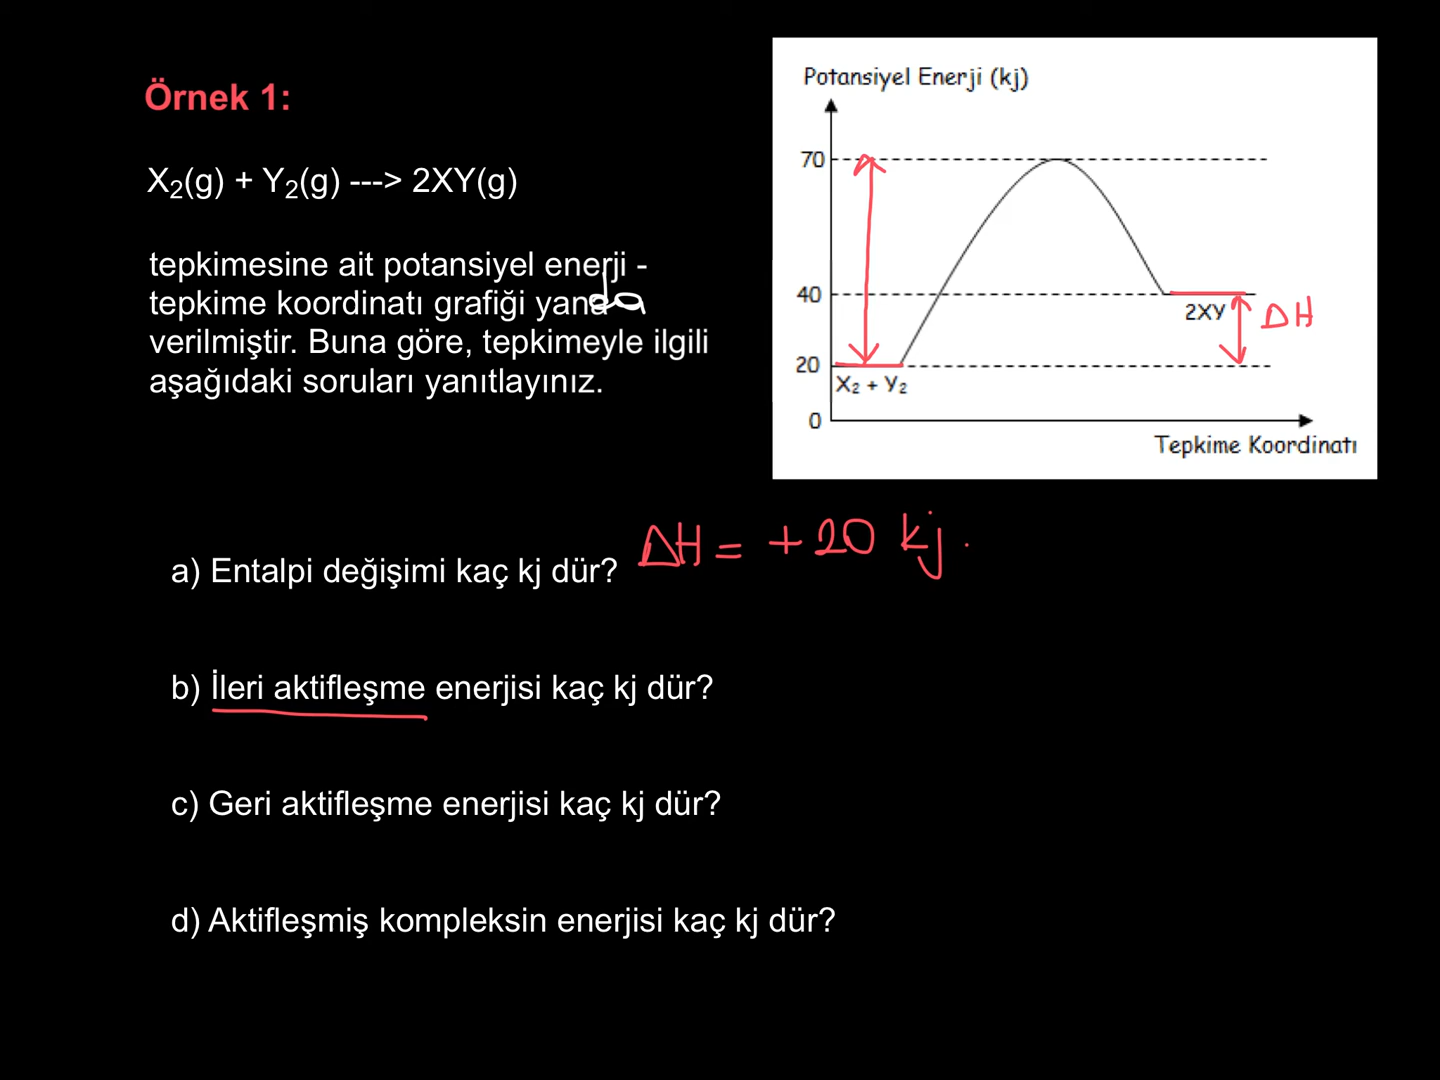 Örnek 1:
X₂(g) + Y₂(g) ---> 2XY(g)
tepkimesine ait potansiyel enerji -
tepkime koordinatı grafiği yanda
verilmiştir. Buna göre, tepkimeyle ilgili
aşağıdaki soruları yanıtlayınız.
Potansiyel Enerji (kj)
70
40
2XY
ΔH
20
X₂ + Y₂
0
Tepkime Koordinatı
a) Entalpi değişimi kaç kj dür? ΔH = +20 kj.
b) İleri aktifleşme enerjisi kaç kj dür?
c) Geri aktifleşme enerjisi kaç kj dür?
d) Aktifleşmiş kompleksin enerjisi kaç kj dür?